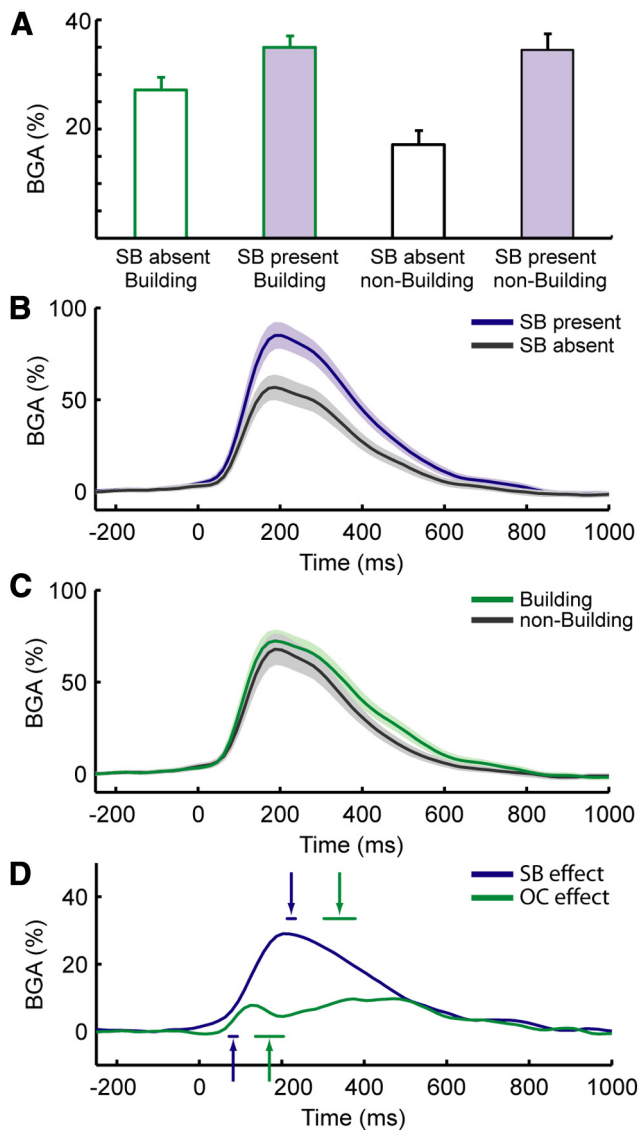 A
40
20
BGA (%)
SB absent Building
SB present Building
SB absent non-Building
SB present non-Building
B
100
50
0
BGA (%)
SB present
SB absent
-200 0 200 400 600 800 1000
Time (ms)
C
100
50
0
BGA (%)
Building
non-Building
-200 0 200 400 600 800 1000
Time (ms)
D
40
20
0
BGA (%)
SB effect
OC effect
-200 0 200 400 600 800 1000
Time (ms)